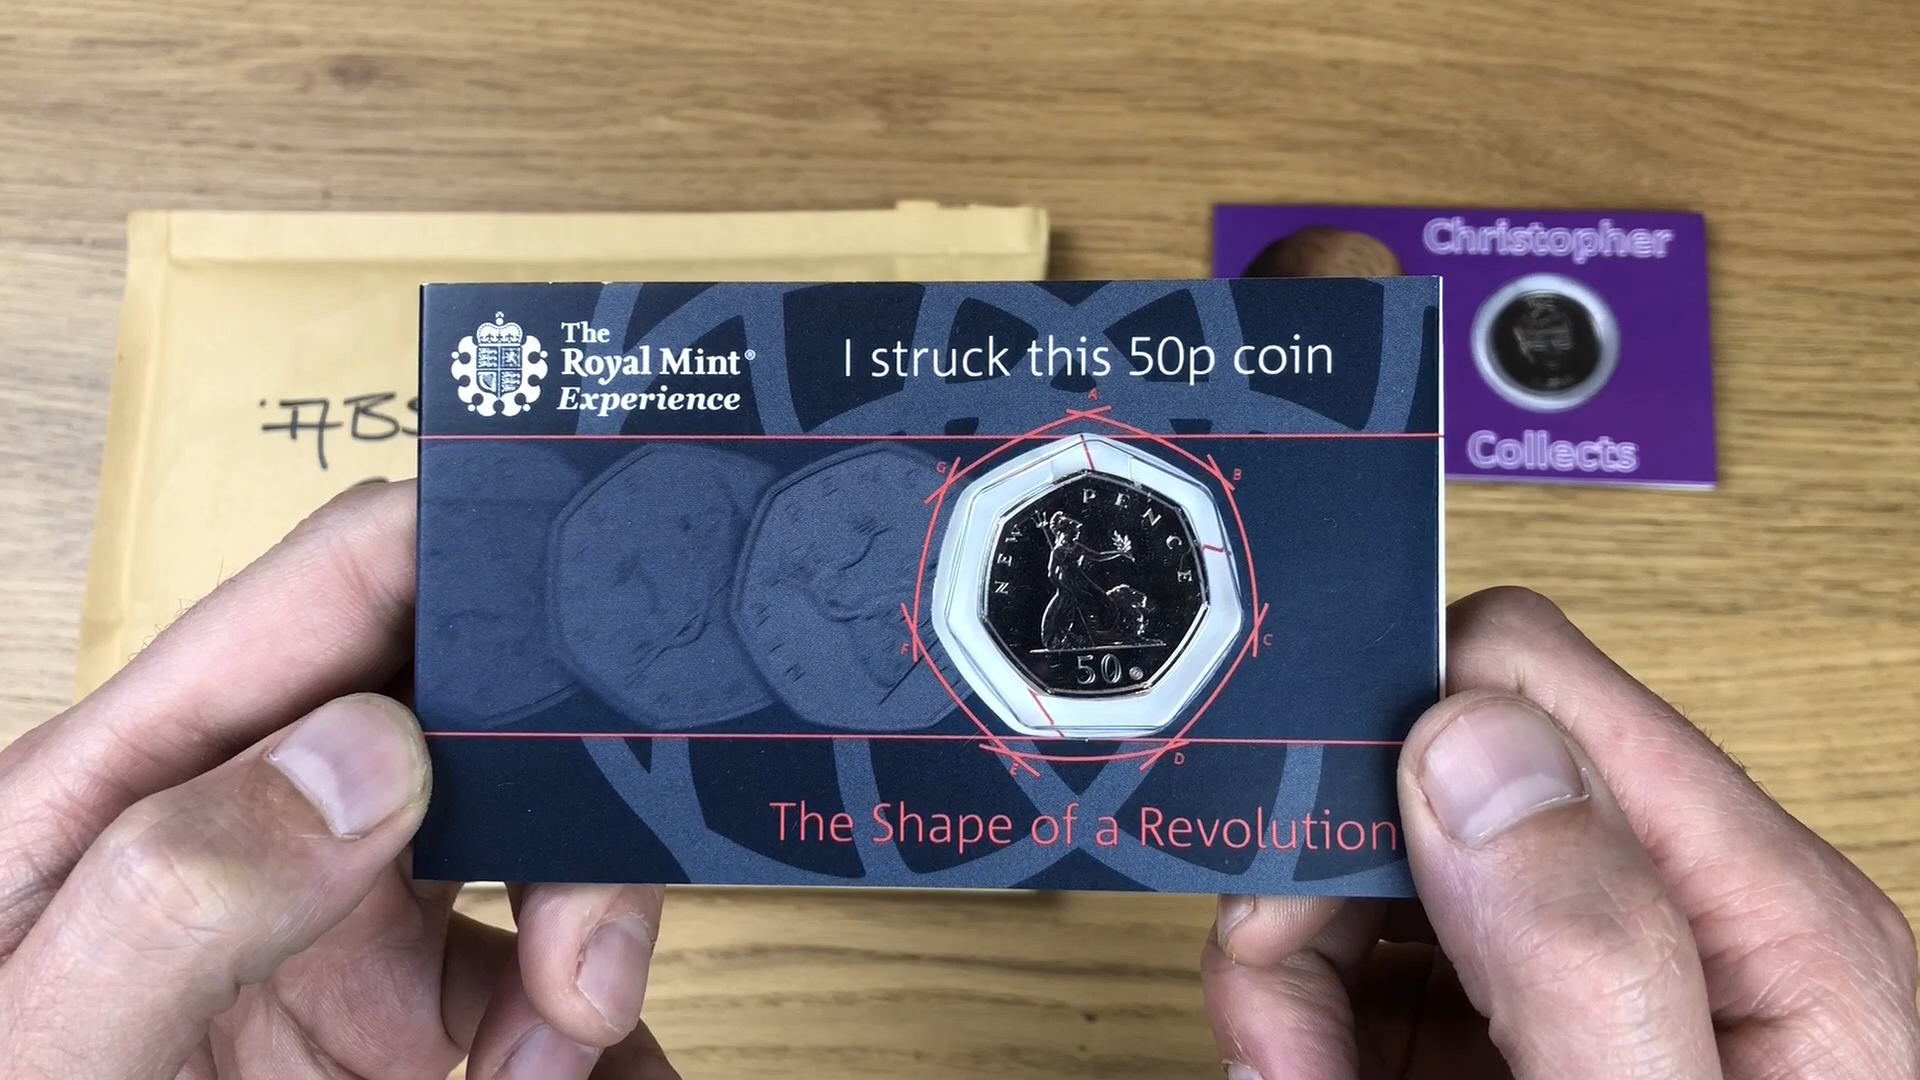 Christopher
Collects
The
Royal Mint®
Experience
I struck this 50p coin
A
B
C
D
E
F
G
NEW PENCE
50
The Shape of a Revolution